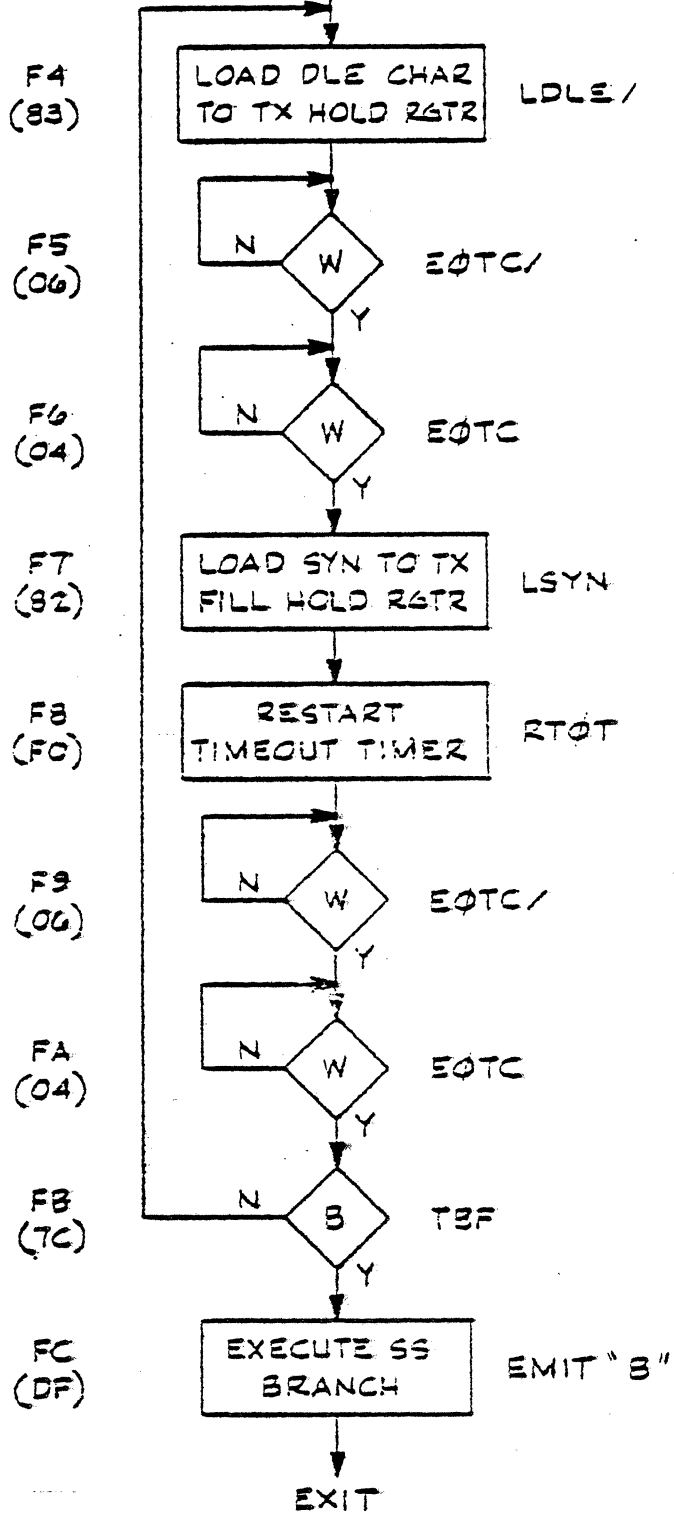 F4
(83)
LOAD DLE CHAR
TO TX HOLD RGTR
LDLE/
F5
(06)
N
W
EØTC/
Y
F6
(04)
N
W
EØTC
Y
F7
(82)
LOAD SYN TO TX
FILL HOLD RGTR
LSYN
F8
RESTART
TIMEOUT TIMER
RTØT
F9
(06)
N
W
EØTC/
Y
FA
(04)
N
W
EØTC
Y
FB
(7C)
N
B
TBF
Y
FC
(DF)
EXECUTE SS
BRANCH
EMIT "B"
EXIT